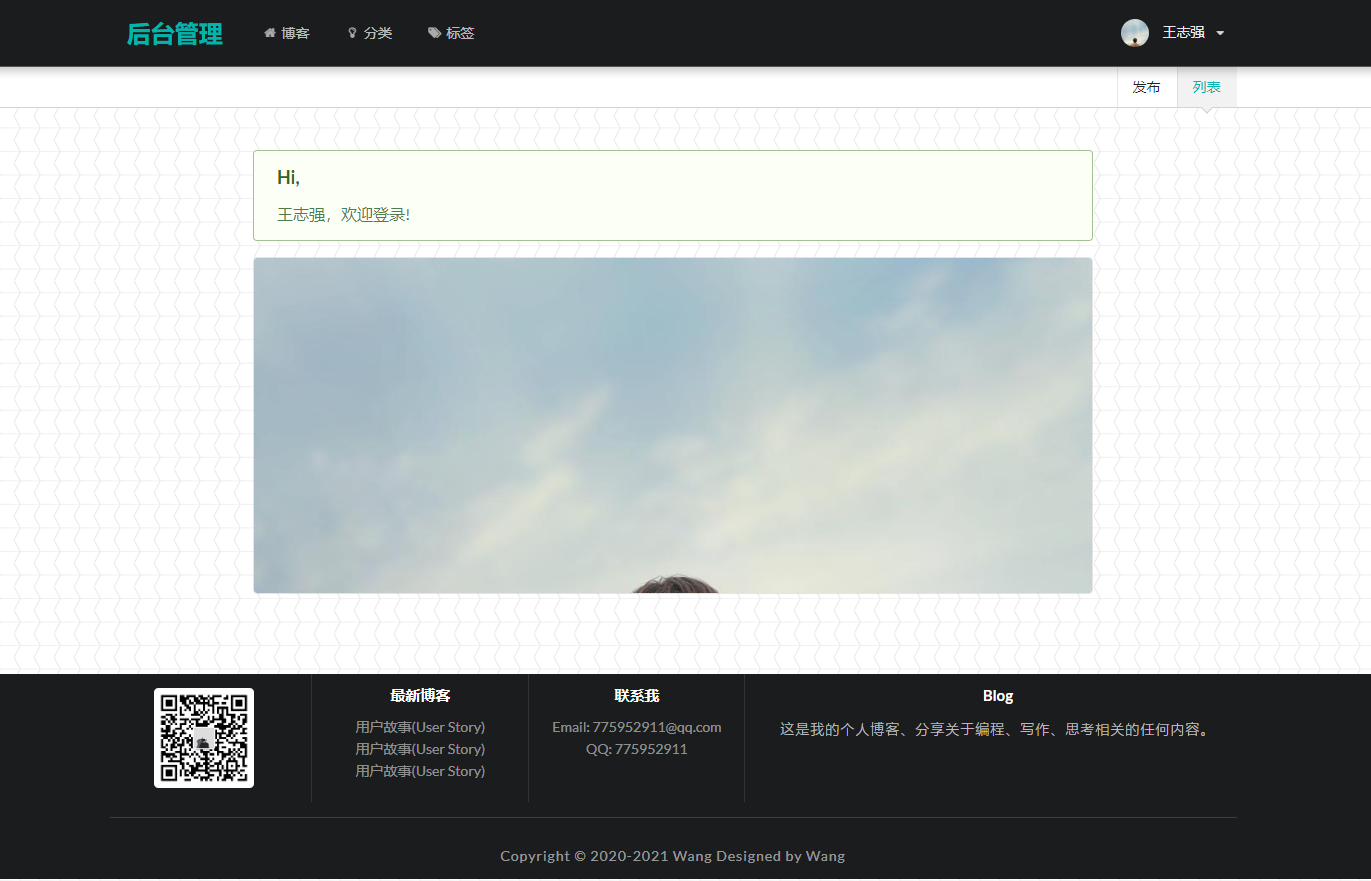 后台管理 博客 分类 标签 王志强
发布 列表
Hi,
王志强，欢迎登录!
最新博客
用户故事(User Story)
用户故事(User Story)
用户故事(User Story)
联系我
Email: 775952911@qq.com
QQ: 775952911
Blog
这是我的个人博客、分享关于编程、写作、思考相关的任何内容。
Copyright © 2020-2021 Wang Designed by Wang